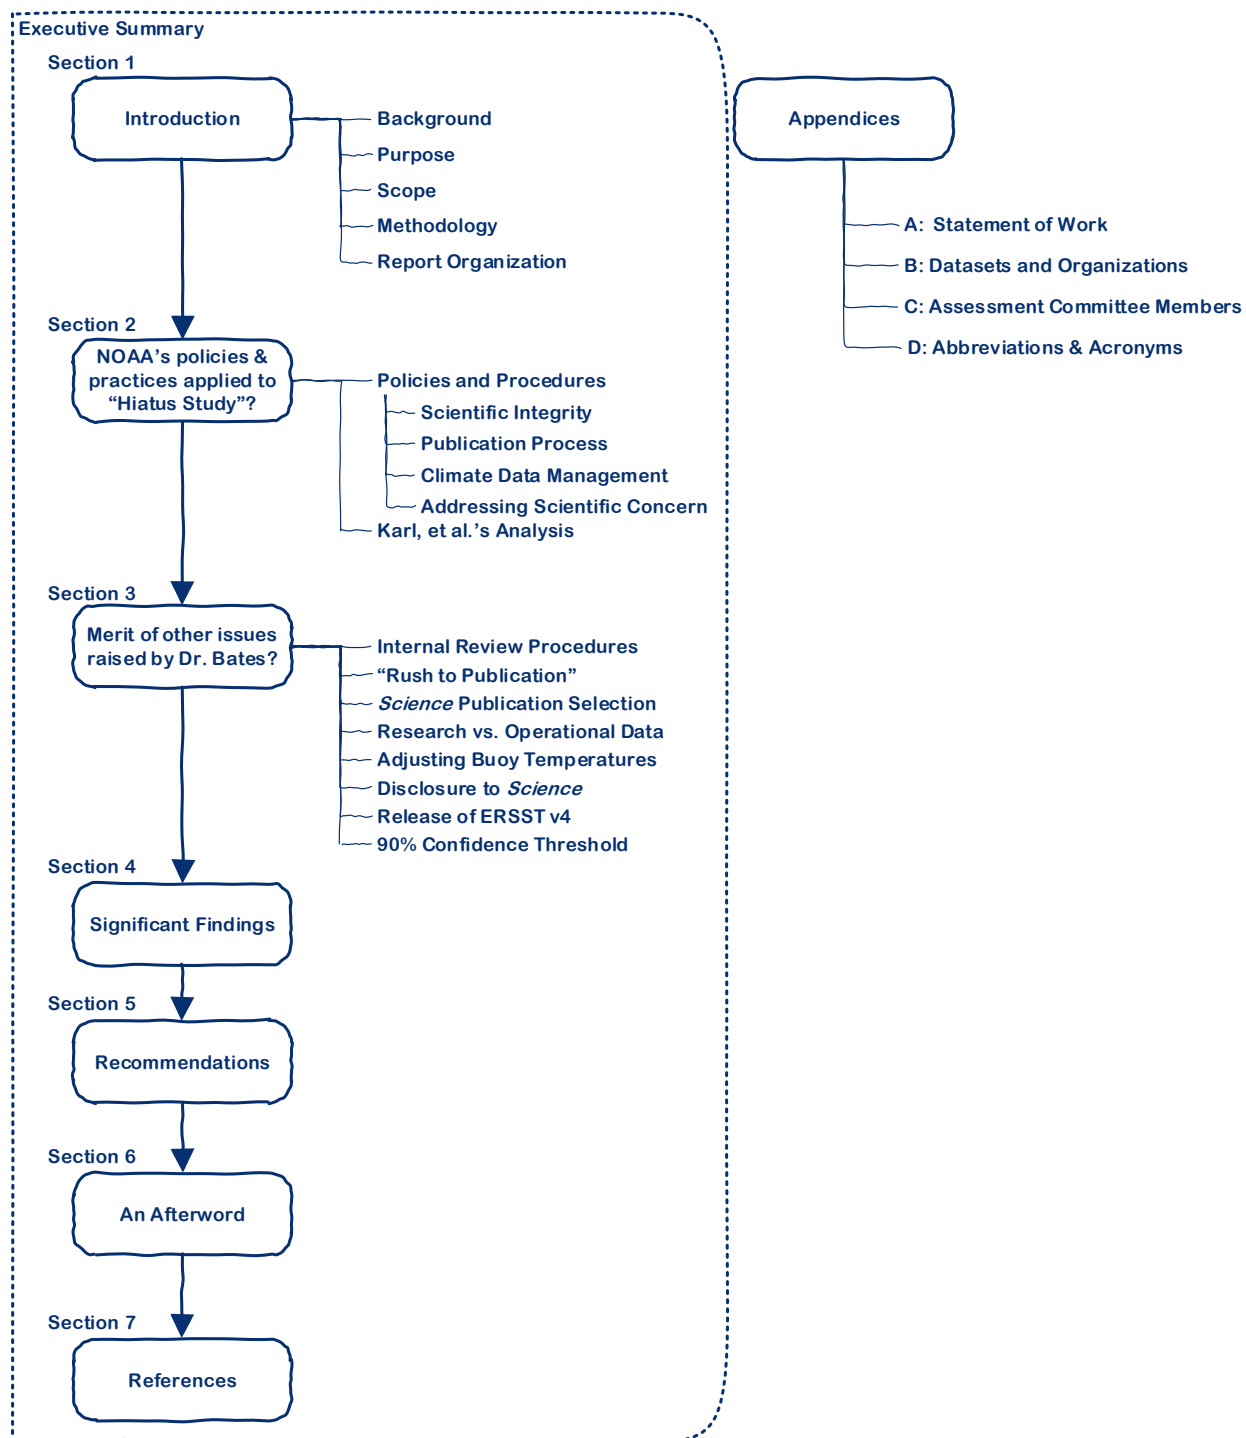 Executive Summary
Section 1
Introduction
Background
Purpose
Scope
Methodology
Report Organization
Section 2
NOAA’s policies &
practices applied to
“Hiatus Study”?
Policies and Procedures
Scientific Integrity
Publication Process
Climate Data Management
Addressing Scientific Concern
Karl, et al.’s Analysis
Section 3
Merit of other issues
raised by Dr. Bates?
Internal Review Procedures
“Rush to Publication”
Science Publication Selection
Research vs. Operational Data
Adjusting Buoy Temperatures
Disclosure to Science
Release of ERSST v4
90% Confidence Threshold
Section 4
Significant Findings
Section 5
Recommendations
Section 6
An Afterword
Section 7
References
Appendices
A: Statement of Work
B: Datasets and Organizations
C: Assessment Committee Members
D: Abbreviations & Acronyms